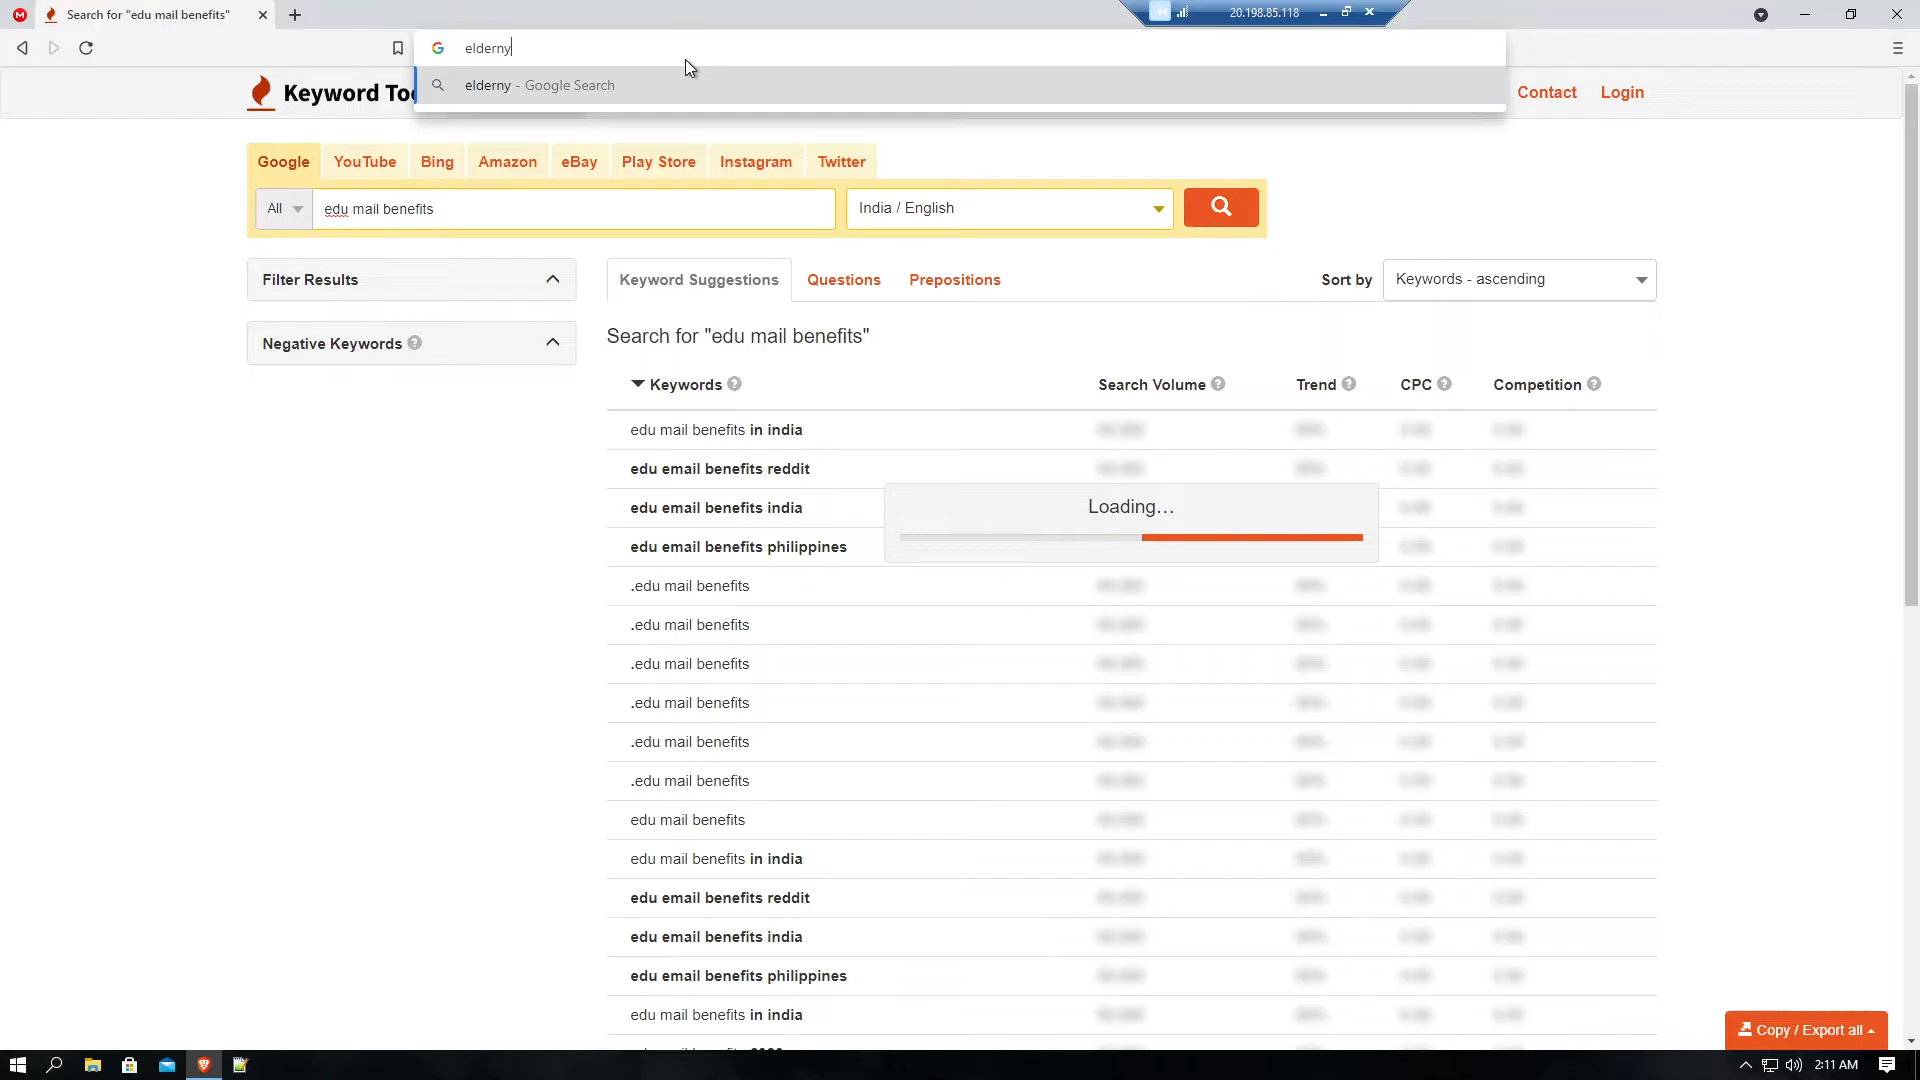 Search for "edu mail benefits"
20.198.85.118
elderny
elderny - Google Search
Keyword Too
Contact
Login
Google
YouTube
Bing
Amazon
eBay
Play Store
Instagram
Twitter
All
edu mail benefits
India / English
Filter Results
Negative Keywords ?
Keyword Suggestions
Questions
Prepositions
Sort by
Keywords - ascending
Search for "edu mail benefits"
Keywords ?
Search Volume ?
Trend ?
CPC ?
Competition ?
edu mail benefits in india
edu email benefits reddit
edu email benefits india
edu email benefits philippines
Loading…
.edu mail benefits
.edu mail benefits
.edu mail benefits
.edu mail benefits
.edu mail benefits
.edu mail benefits
edu mail benefits
edu mail benefits in india
edu email benefits reddit
edu email benefits india
edu email benefits philippines
edu mail benefits in india
Copy / Export all
2:11 AM